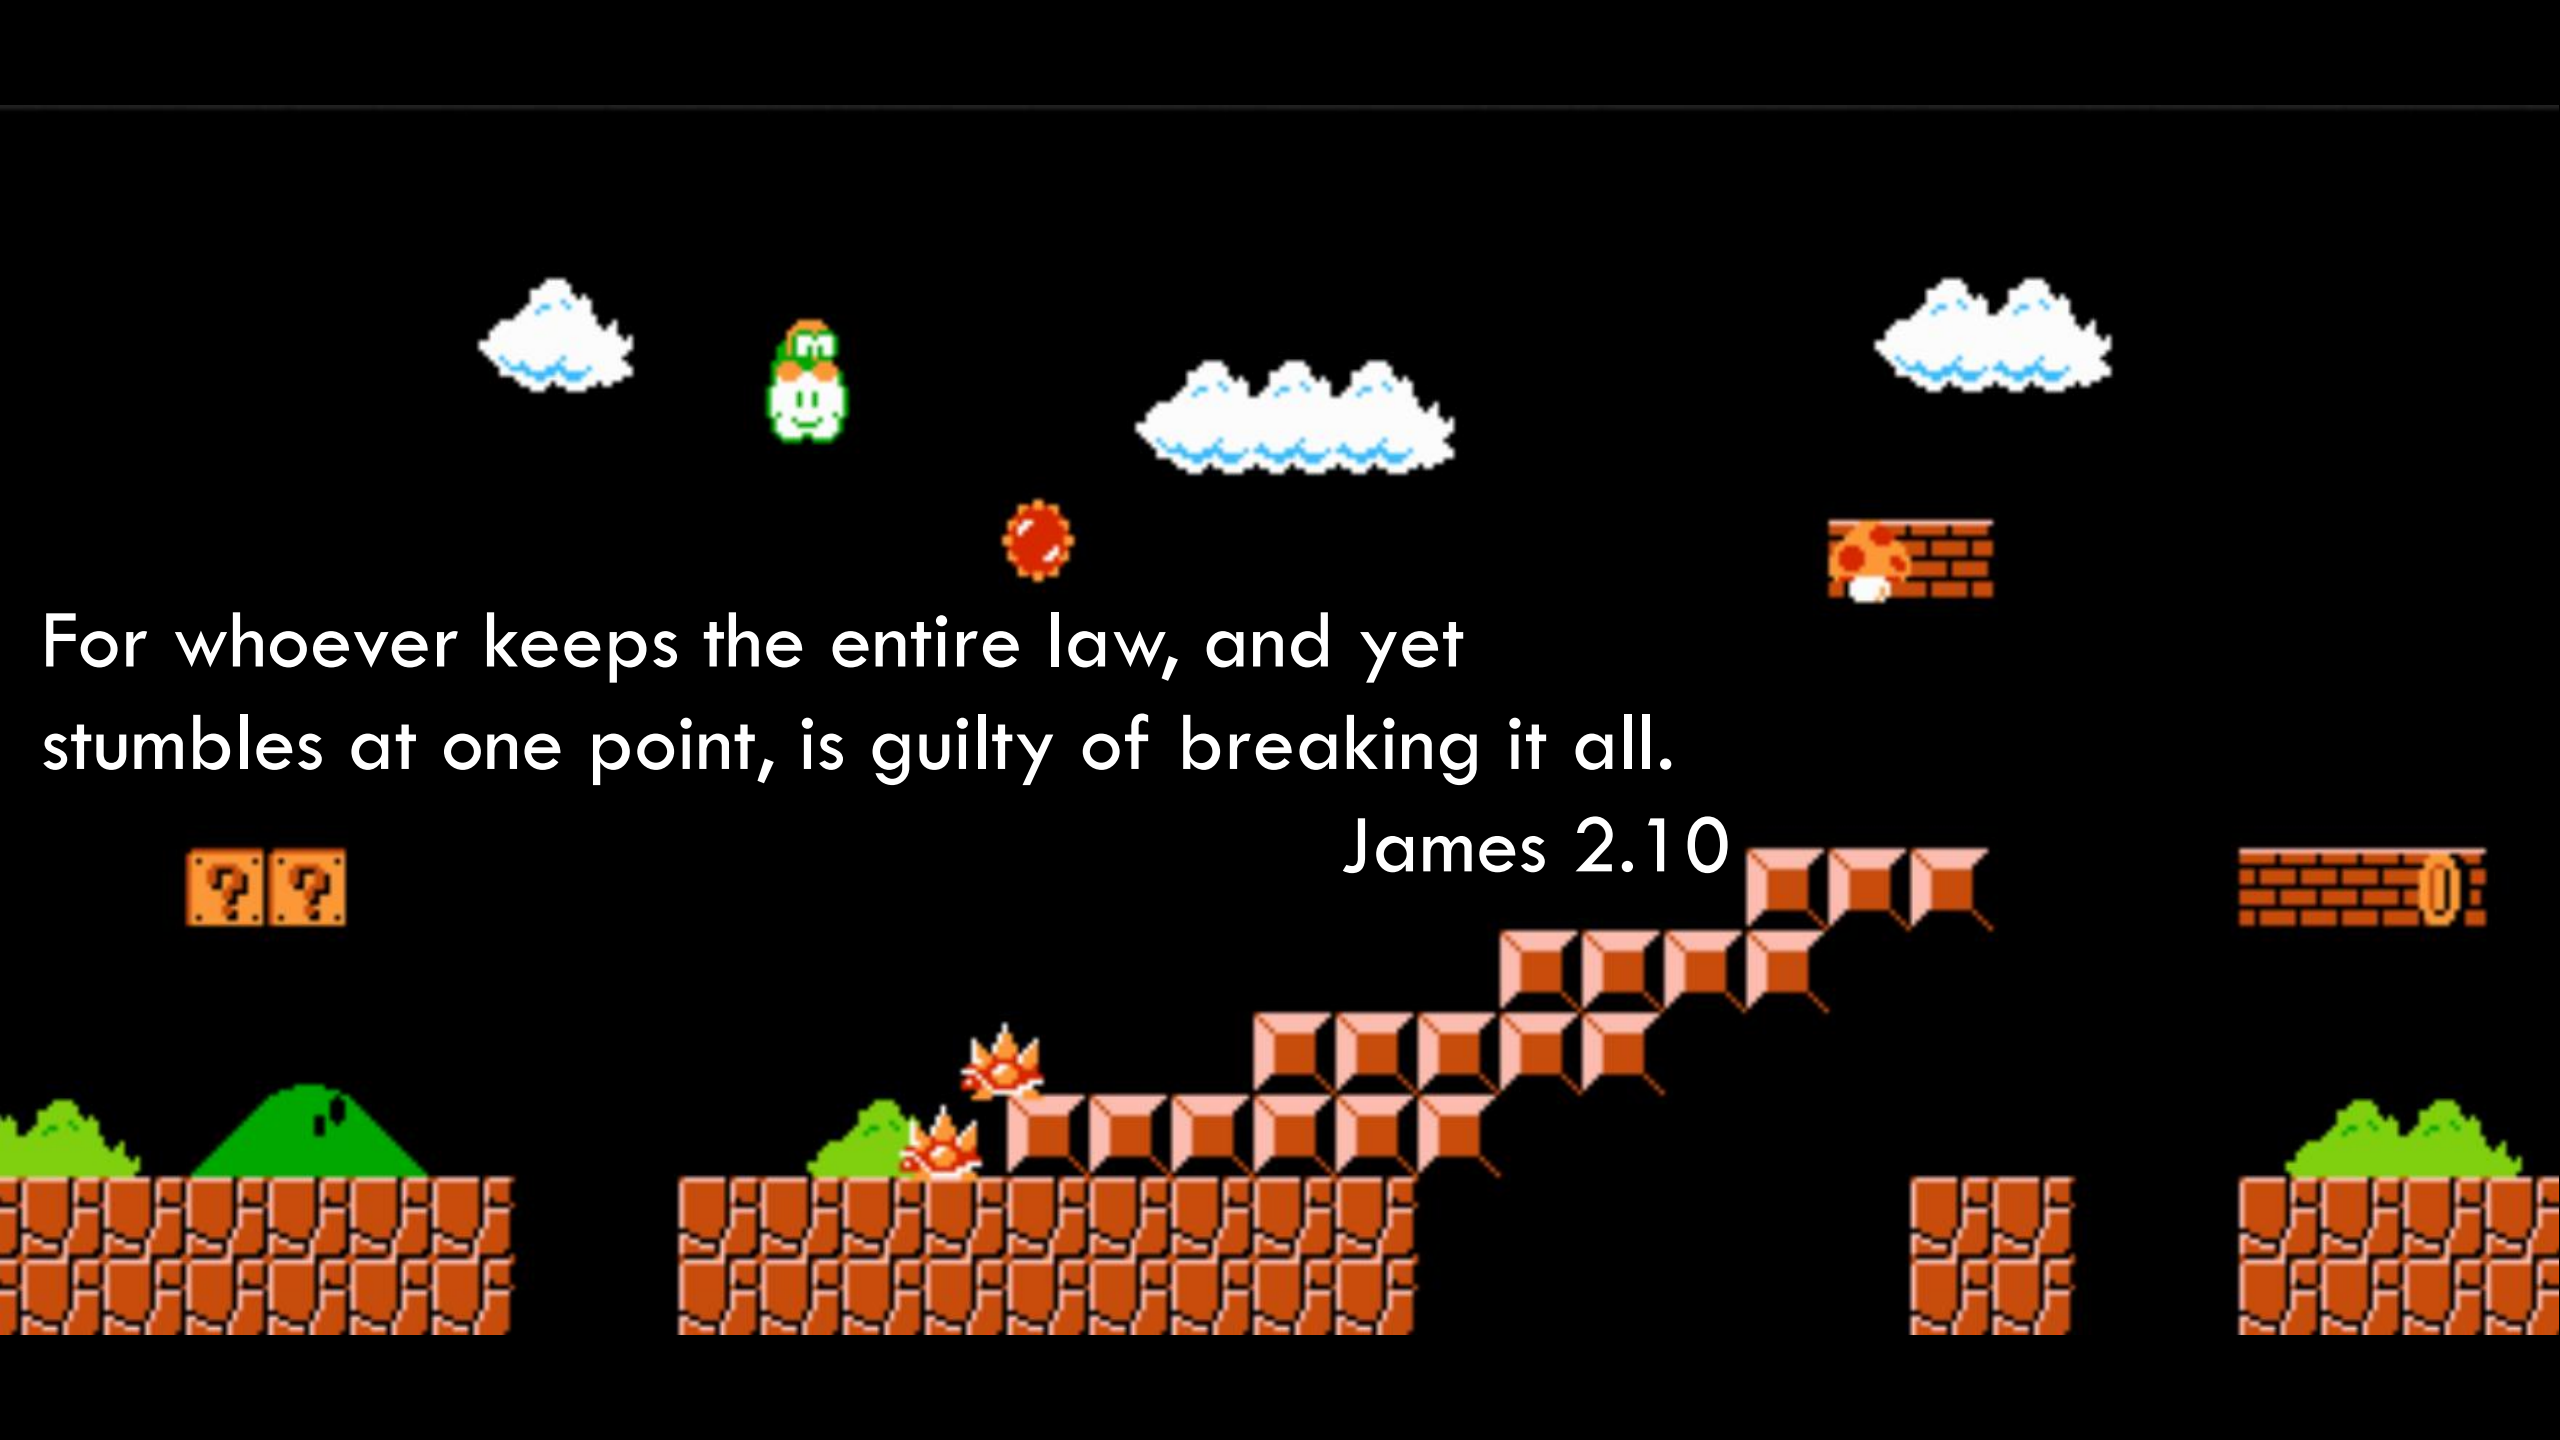 For whoever keeps the entire law, and yet
stumbles at one point, is guilty of breaking it all.
James 2.10
? ?